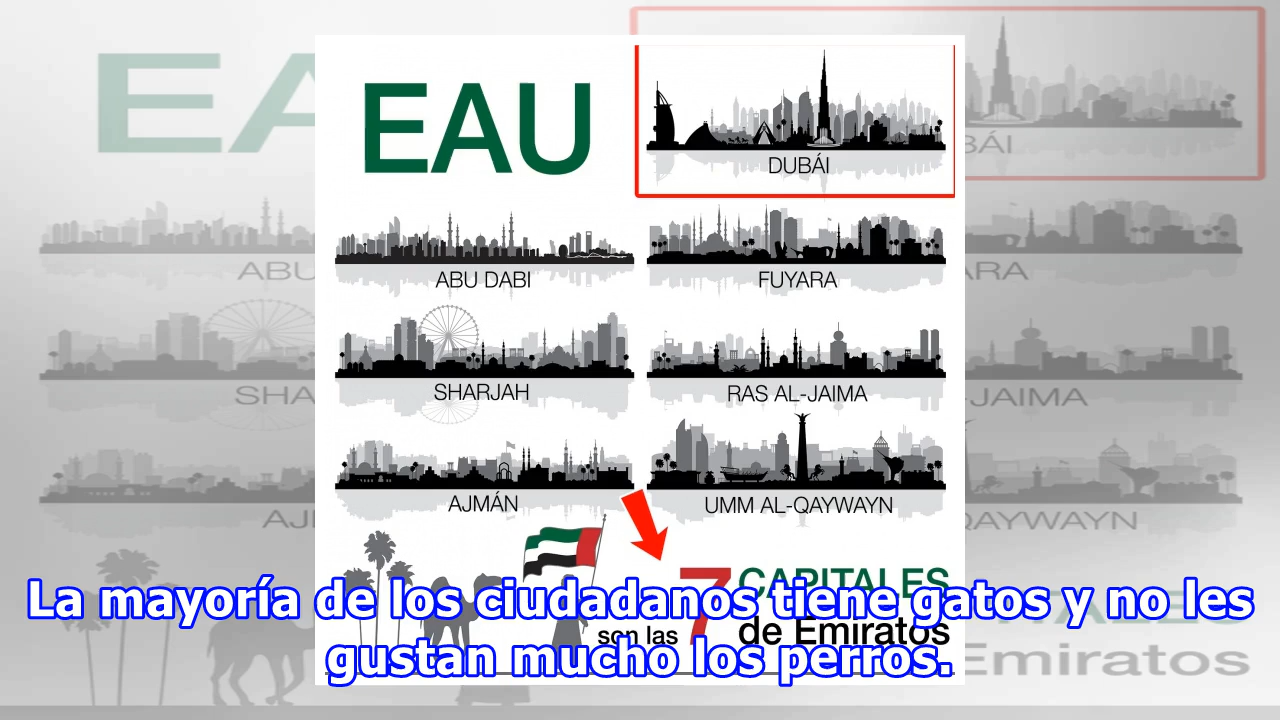 EAU
DUBÁI
ABU DABI
FUYARA
SHARJAH
RAS AL-JAIMA
AJMÁN
UMM AL-QAYWAYN
son las 7 CAPITALES
de Emiratos
La mayoría de los ciudadanos tiene gatos y no les
gustan mucho los perros.